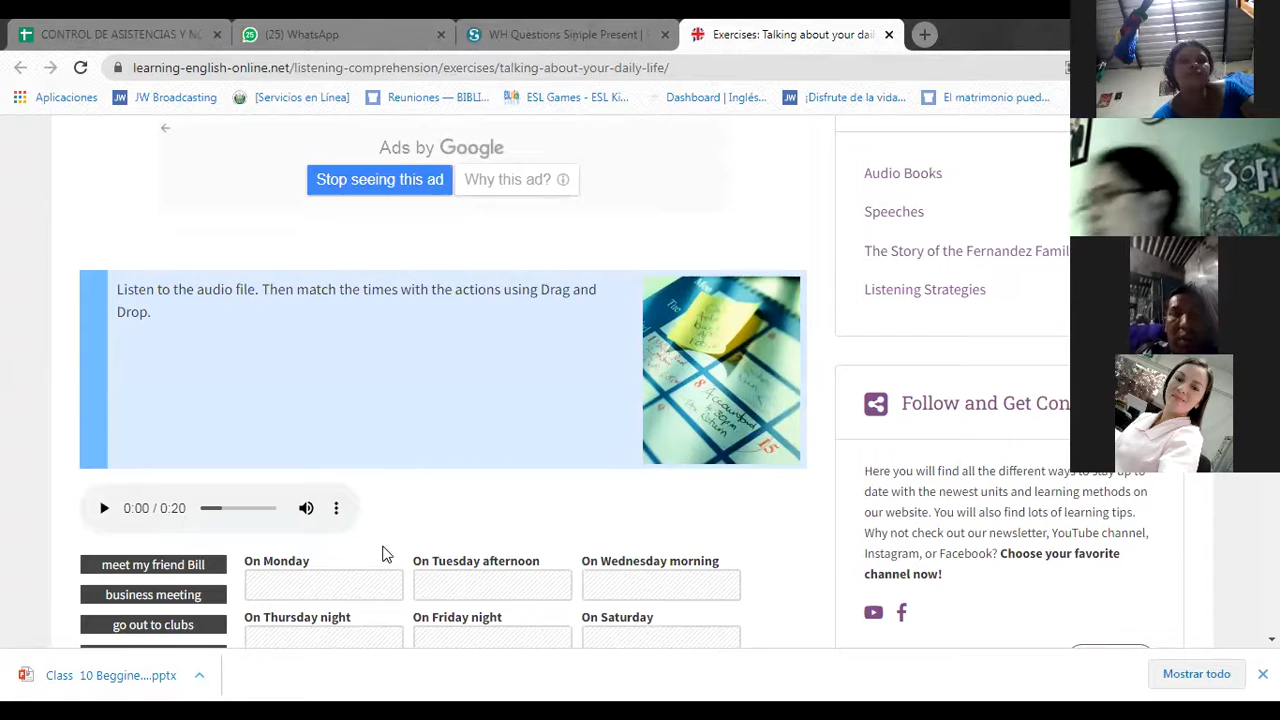 CONTROL DE ASISTENCIAS Y NO
(25) WhatsApp
WH Questions Simple Present |
Exercises: Talking about your dail
learning-english-online.net/listening-comprehension/exercises/talking-about-your-daily-life/
Aplicaciones
JW Broadcasting
[Servicios en Línea]
Reuniones — BIBLI...
ESL Games - ESL Ki...
Dashboard | Inglés,...
¡Disfrute de la vida...
El matrimonio pued...
Ads by Google
Stop seeing this ad
Why this ad?
Audio Books
Speeches
The Story of the Fernandez Famil
Listening Strategies
Listen to the audio file. Then match the times with the actions using Drag and
Drop.
8
15
SOFI
Follow and Get Con
Here you will find all the different ways to stay up to
date with the newest units and learning methods on
our website. You will also find lots of learning tips.
Why not check out our newsletter, YouTube channel,
Instagram, or Facebook? Choose your favorite
channel now!
0:00 / 0:20
meet my friend Bill
business meeting
go out to clubs
On Monday
On Tuesday afternoon
On Wednesday morning
On Thursday night
On Friday night
On Saturday
Class 10 Beggine....pptx
Mostrar todo